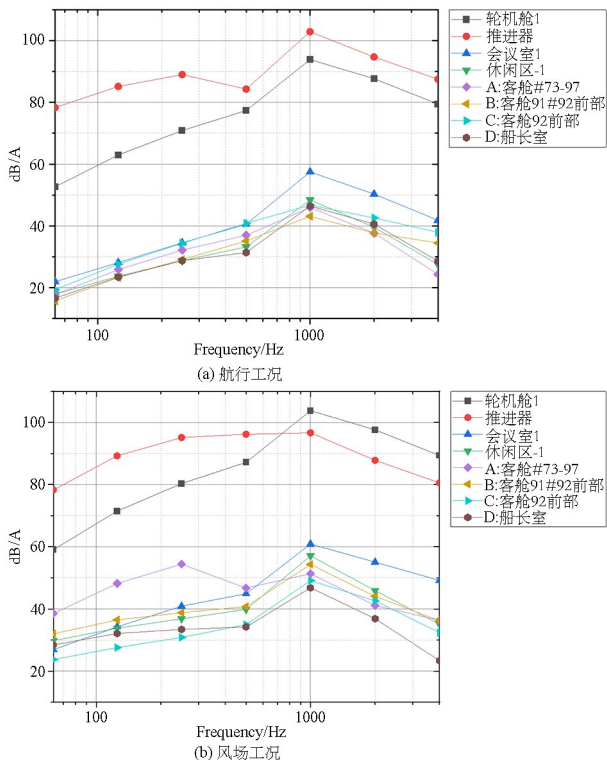 100
80
60
40
20
dB/A
100
1000
Frequency/Hz
轮机舱1
推进器
会议室1
休闲区-1
A:客舱#73-97
B:客舱91#92前部
C:客舱92前部
D:船长室
(a) 航行工况
100
80
60
40
20
dB/A
100
1000
Frequency/Hz
轮机舱1
推进器
会议室1
休闲区-1
A:客舱#73-97
B:客舱91#92前部
C:客舱92前部
D:船长室
(b) 风场工况